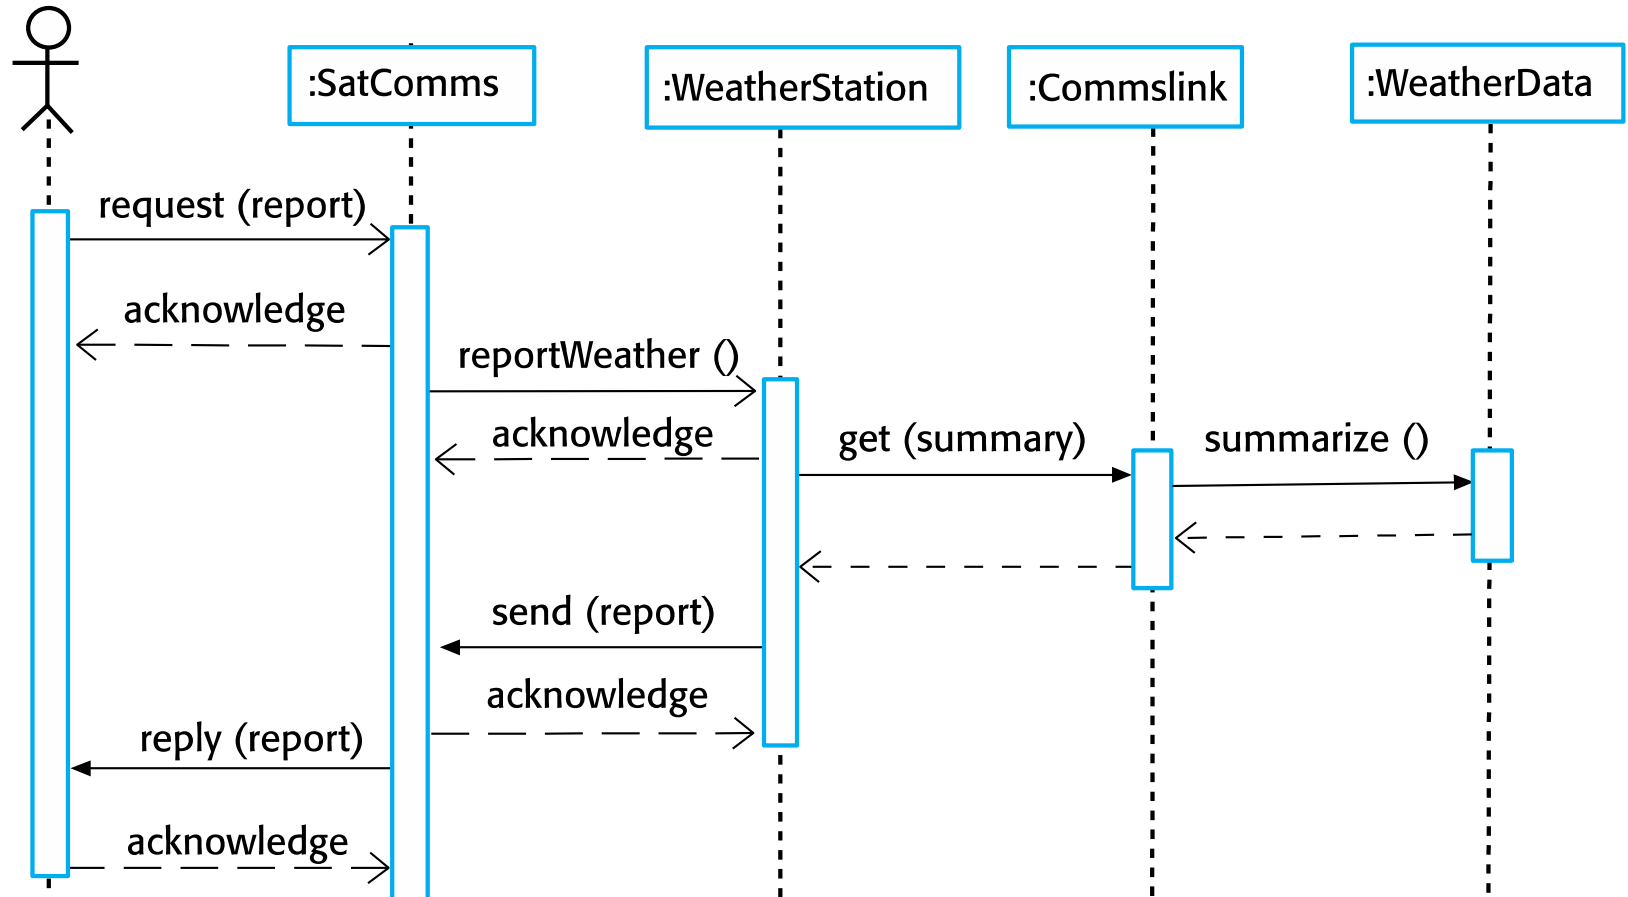 :SatComms
:WeatherStation
:Commslink
:WeatherData
request (report)
acknowledge
reportWeather ()
acknowledge
get (summary)
summarize ()
send (report)
acknowledge
reply (report)
acknowledge